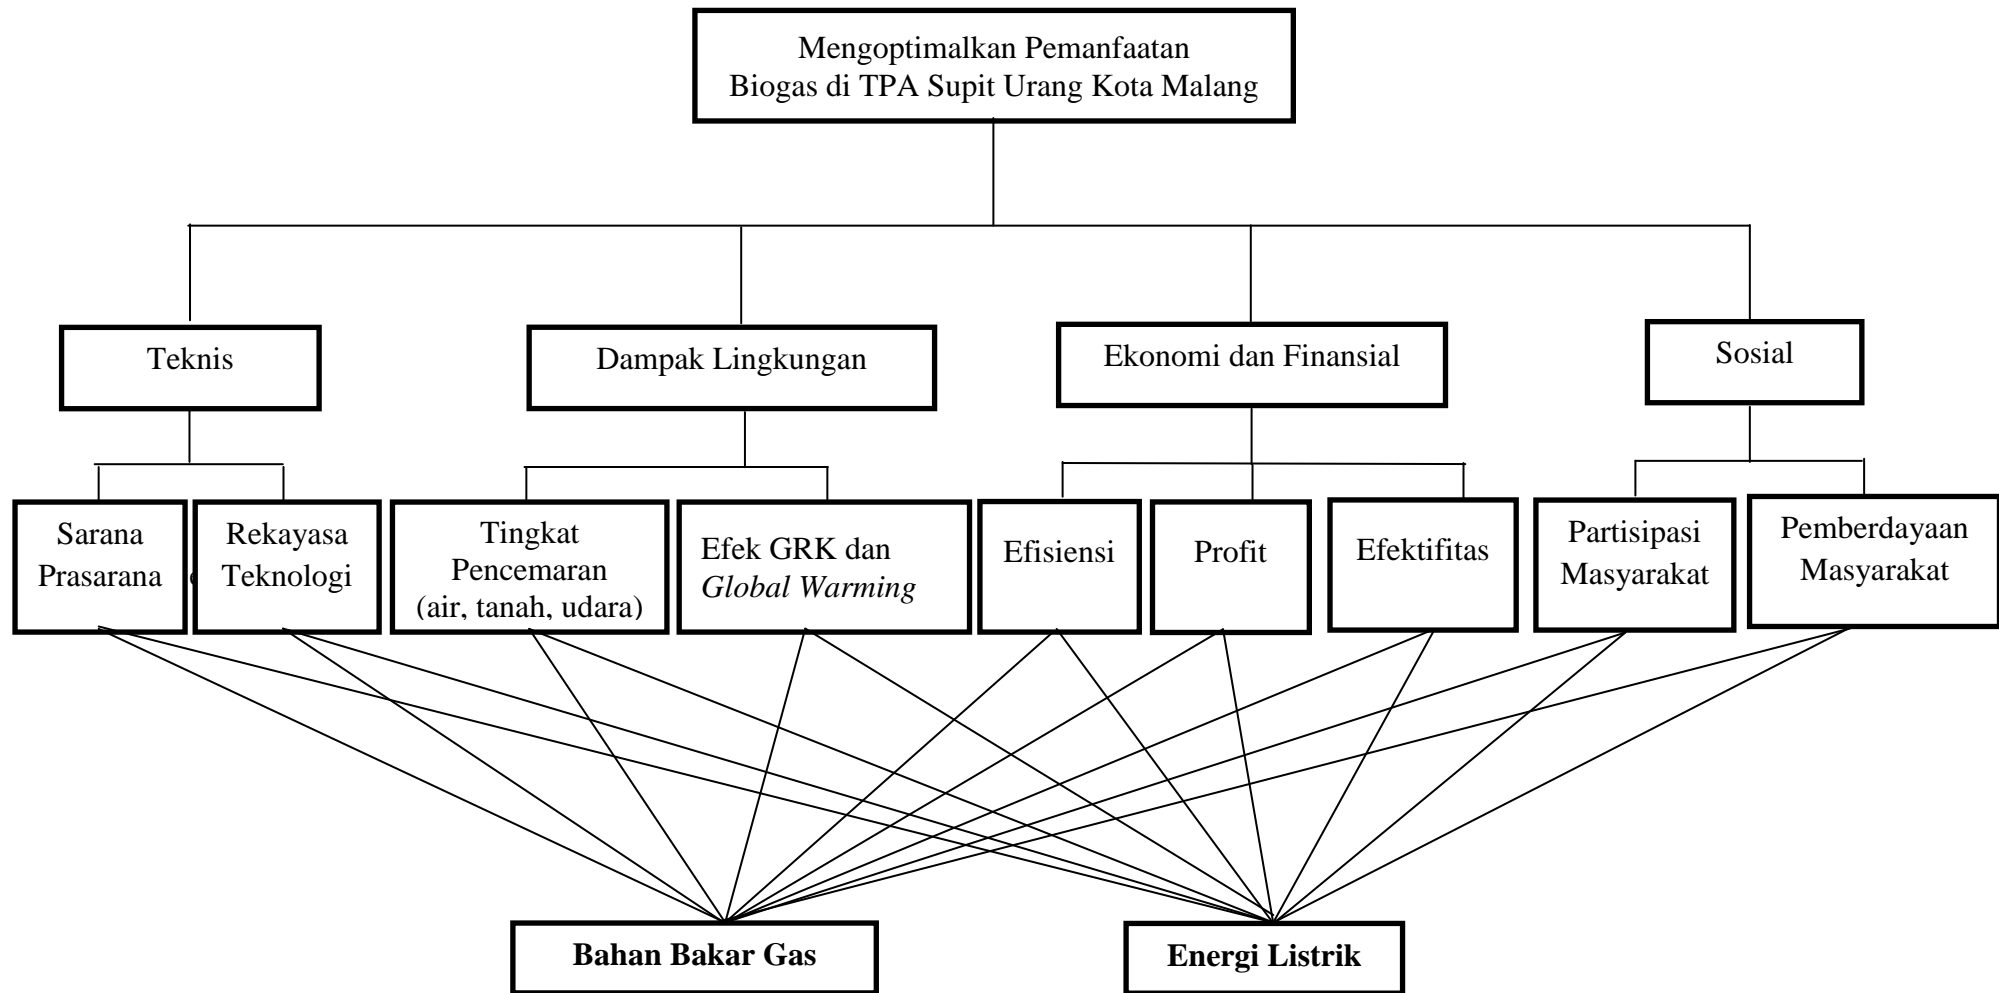 Mengoptimalkan Pemanfaatan
Biogas di TPA Supit Urang Kota Malang
Teknis
Dampak Lingkungan
Ekonomi dan Finansial
Sosial
Sarana
Prasarana
Rekayasa
Teknologi
Tingkat
Pencemaran
(air, tanah, udara)
Efek GRK dan
Global Warming
Efisiensi
Profit
Efektifitas
Partisipasi
Masyarakat
Pemberdayaan
Masyarakat
Bahan Bakar Gas
Energi Listrik